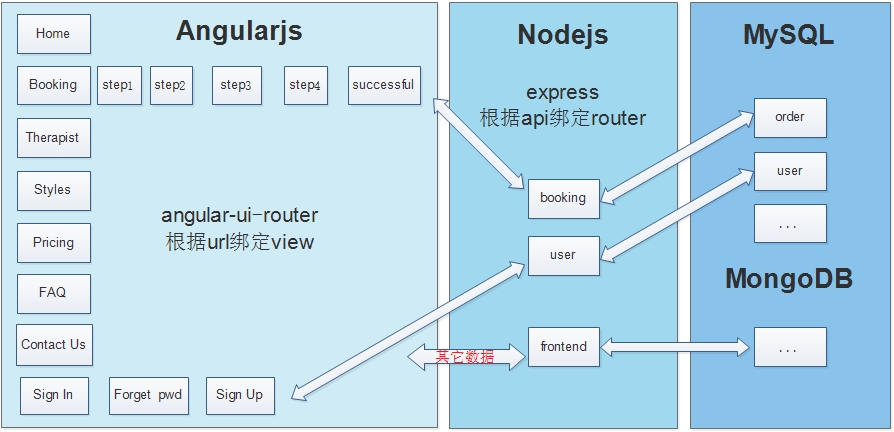 Angularjs
Home
Booking
step1
step2
step3
step4
successful
Therapist
Styles
angular-ui-router
根据url绑定view
Pricing
FAQ
Contact Us
Sign In
Forget pwd
Sign Up
其它数据
Nodejs
express
根据api绑定router
booking
user
frontend
MySQL
order
user
...
MongoDB
...